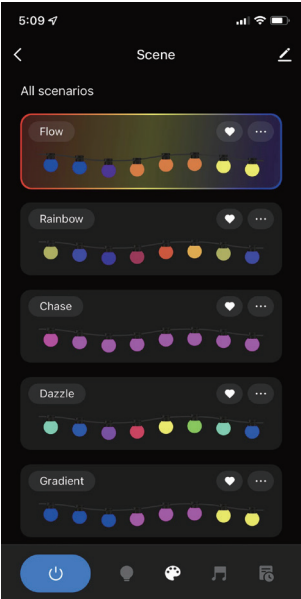 5:09
Scene
All scenarios
Flow
Rainbow
Chase
Dazzle
Gradient